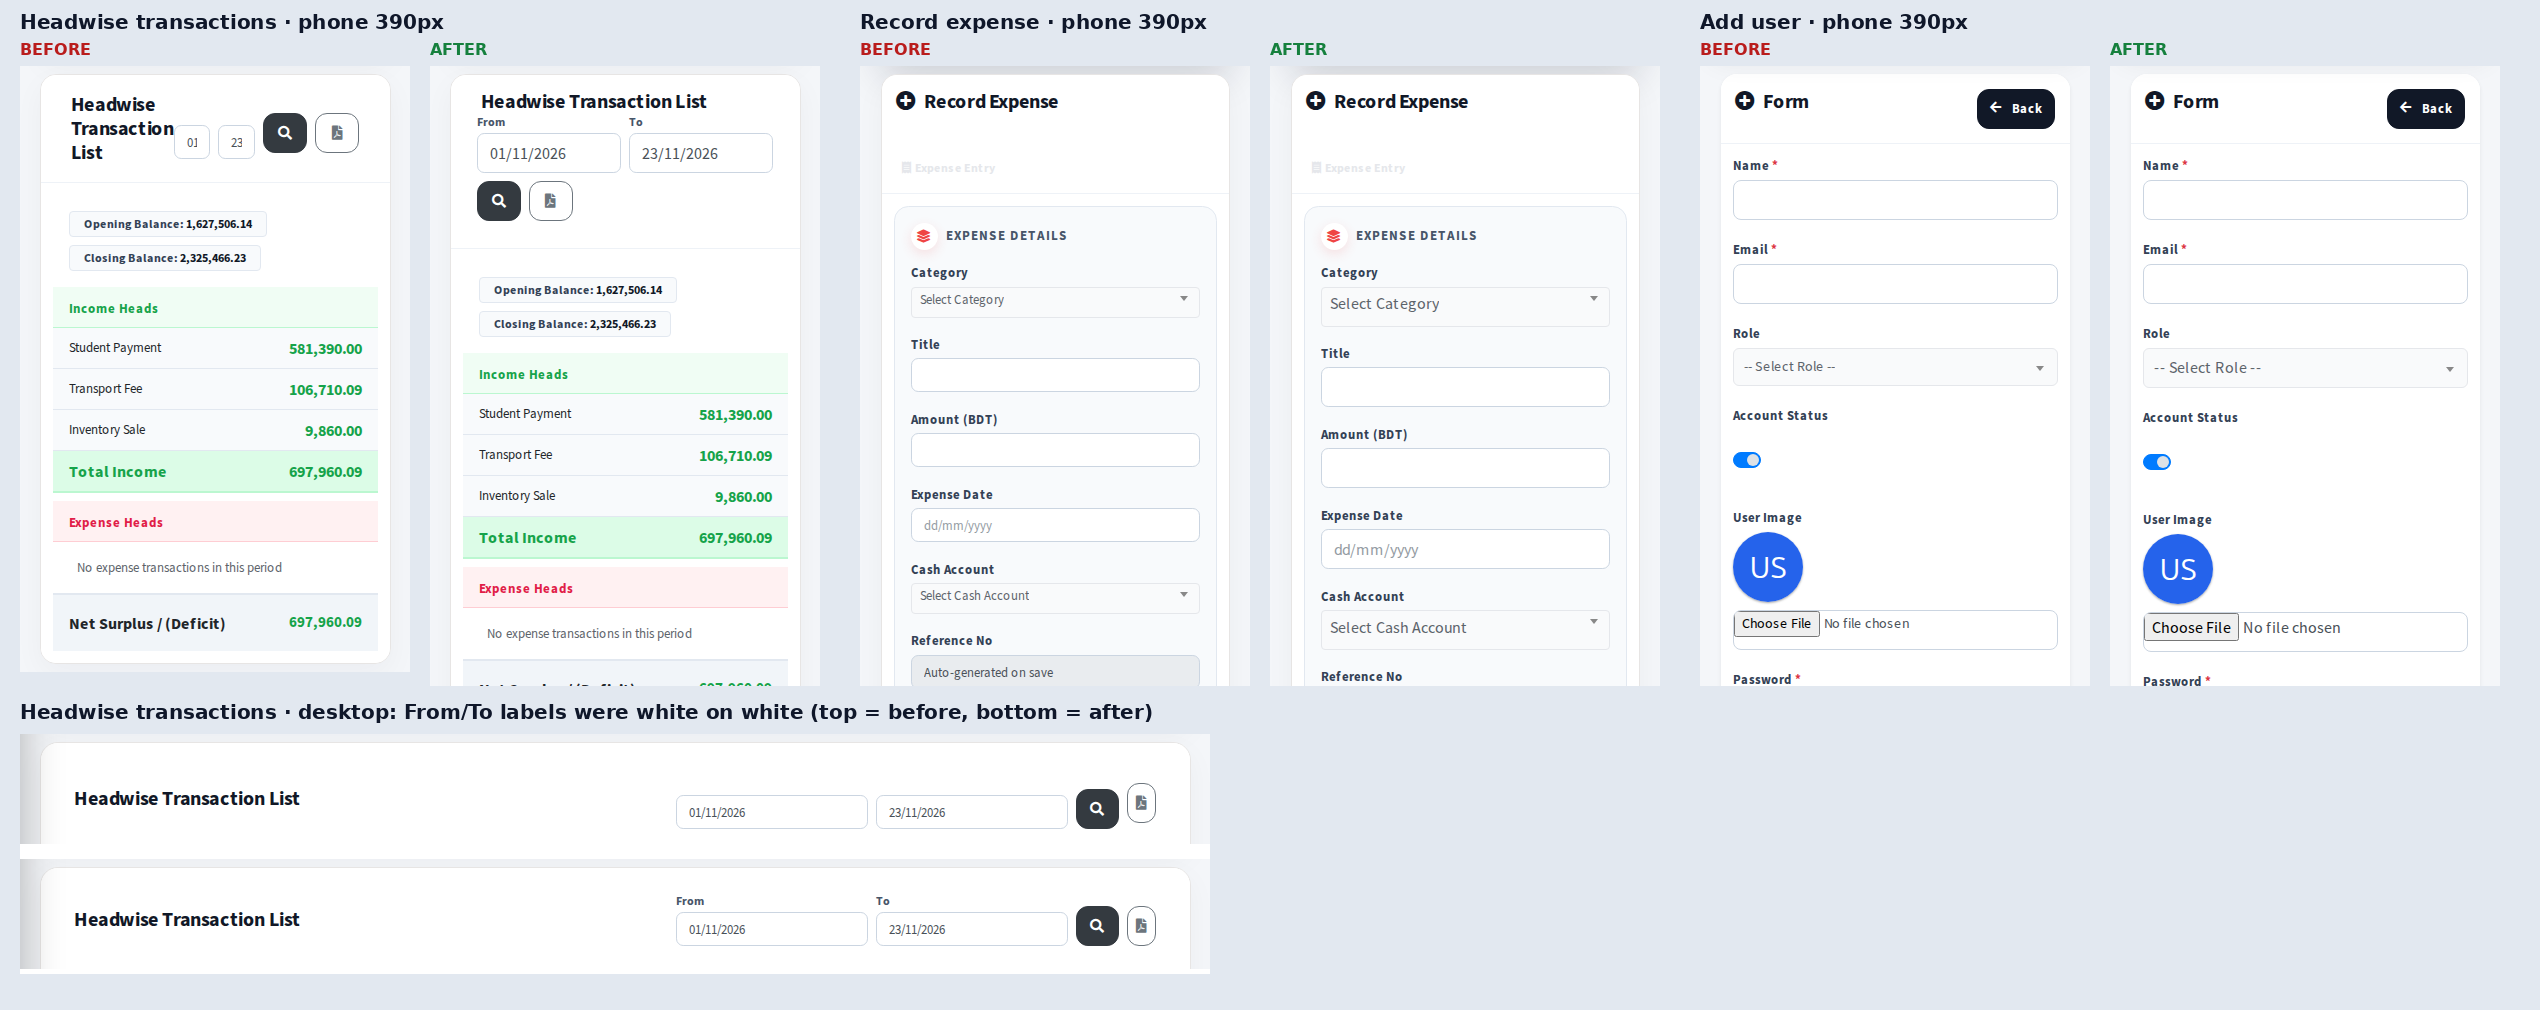 Headwise transactions · phone 390px
BEFORE
Headwise
Transaction
List
01
23
Opening Balance: 1,627,506.14
Closing Balance: 2,325,466.23
Income Heads
Student Payment 581,390.00
Transport Fee 106,710.09
Inventory Sale 9,860.00
Total Income 697,960.09
Expense Heads
No expense transactions in this period
Net Surplus / (Deficit) 697,960.09
AFTER
Headwise Transaction List
From To
01/11/2026 23/11/2026
Opening Balance: 1,627,506.14
Closing Balance: 2,325,466.23
Income Heads
Student Payment 581,390.00
Transport Fee 106,710.09
Inventory Sale 9,860.00
Total Income 697,960.09
Expense Heads
No expense transactions in this period
Net Surplus / (Deficit) 697,960.09
Record expense · phone 390px
BEFORE
Record Expense
Expense Entry
EXPENSE DETAILS
Category
Select Category
Title
Amount (BDT)
Expense Date
dd/mm/yyyy
Cash Account
Select Cash Account
Reference No
Auto-generated on save
AFTER
Record Expense
Expense Entry
EXPENSE DETAILS
Category
Select Category
Title
Amount (BDT)
Expense Date
dd/mm/yyyy
Cash Account
Select Cash Account
Reference No
Add user · phone 390px
BEFORE
Form
Back
Name *
Email *
Role
-- Select Role --
Account Status
User Image
US
Choose File No file chosen
Password *
AFTER
Form
Back
Name *
Email *
Role
-- Select Role --
Account Status
User Image
US
Choose File No file chosen
Password *
Headwise transactions · desktop: From/To labels were white on white (top = before, bottom = after)
Headwise Transaction List
01/11/2026 23/11/2026
From To
Headwise Transaction List
01/11/2026 23/11/2026